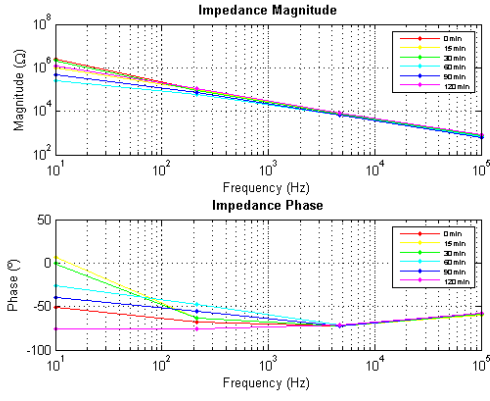 Impedance Magnitude
10^8
10^6
10^4
10^2
Magnitude (Ω)
0 min
15 min
30 min
60 min
90 min
120 min
10^1
10^2
10^3
10^4
10^5
Frequency (Hz)
Impedance Phase
50
0
-50
-100
Phase (º)
0 min
15 min
30 min
60 min
90 min
120 min
10^1
10^2
10^3
10^4
10^5
Frequency (Hz)